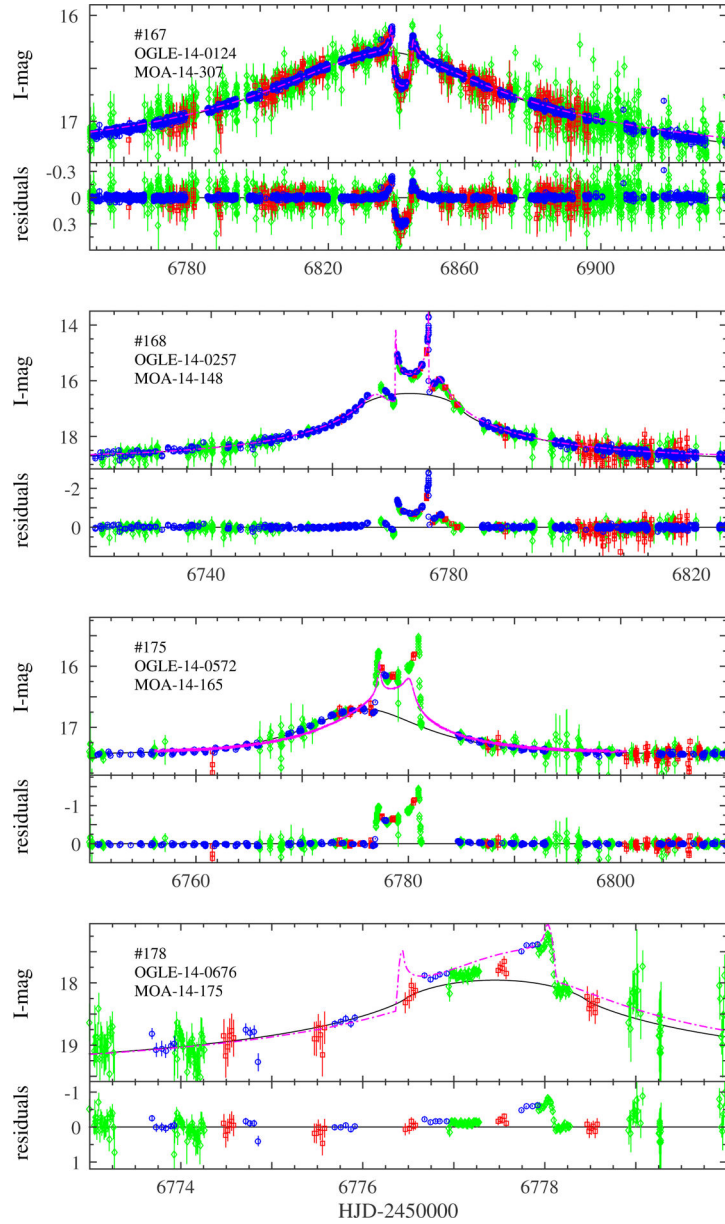 #167
OGLE-14-0124
MOA-14-307
I-mag
16
17
residuals
-0.3
0
0.3
6780 6820 6860 6900
#168
OGLE-14-0257
MOA-14-148
I-mag
14
16
18
residuals
-2
0
6740 6780 6820
#175
OGLE-14-0572
MOA-14-165
I-mag
16
17
residuals
-1
0
6760 6780 6800
#178
OGLE-14-0676
MOA-14-175
I-mag
18
19
residuals
-1
0
1
6774 6776 6778
HJD-2450000